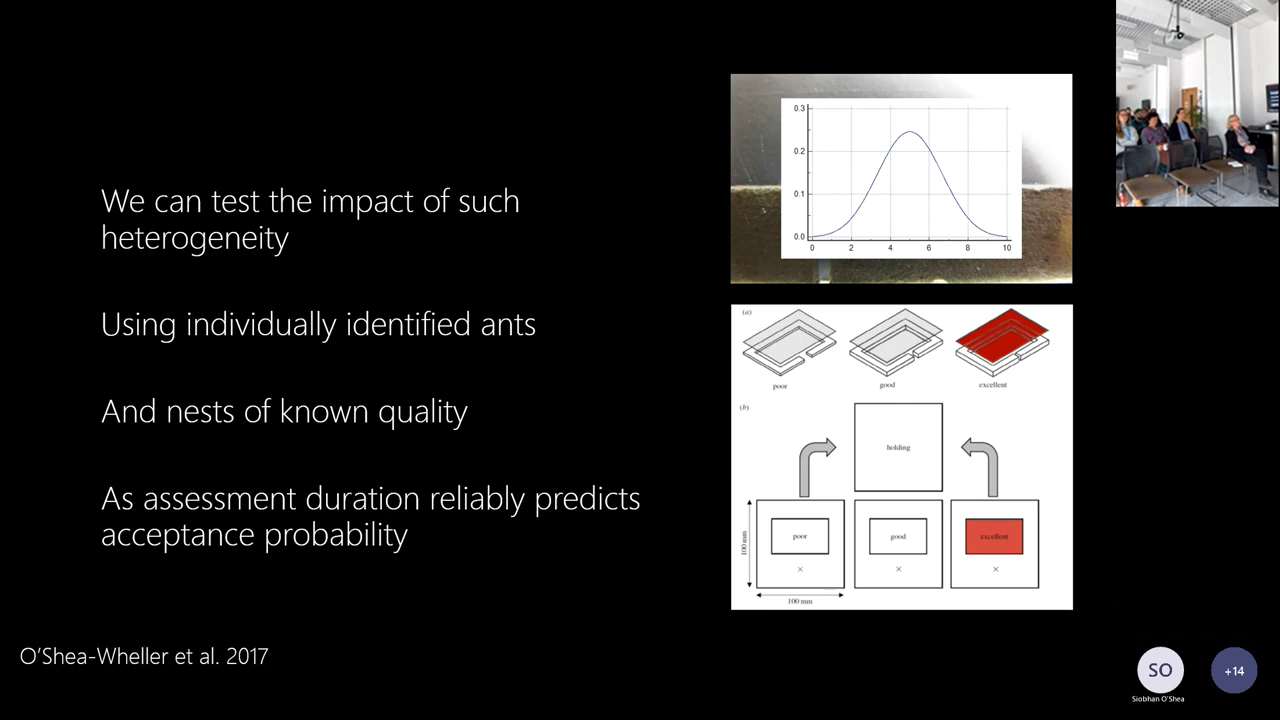 We can test the impact of such
heterogeneity
Using individually identified ants
And nests of known quality
As assessment duration reliably predicts
acceptance probability
O'Shea-Wheller et al. 2017
0.3
0.2
0.1
0.0
0 2 4 6 8 10
(a)
poor good excellent
(b)
holding
poor good excellent
× × ×
100 mm
100 mm
SO
+14
Siobhan O'Shea